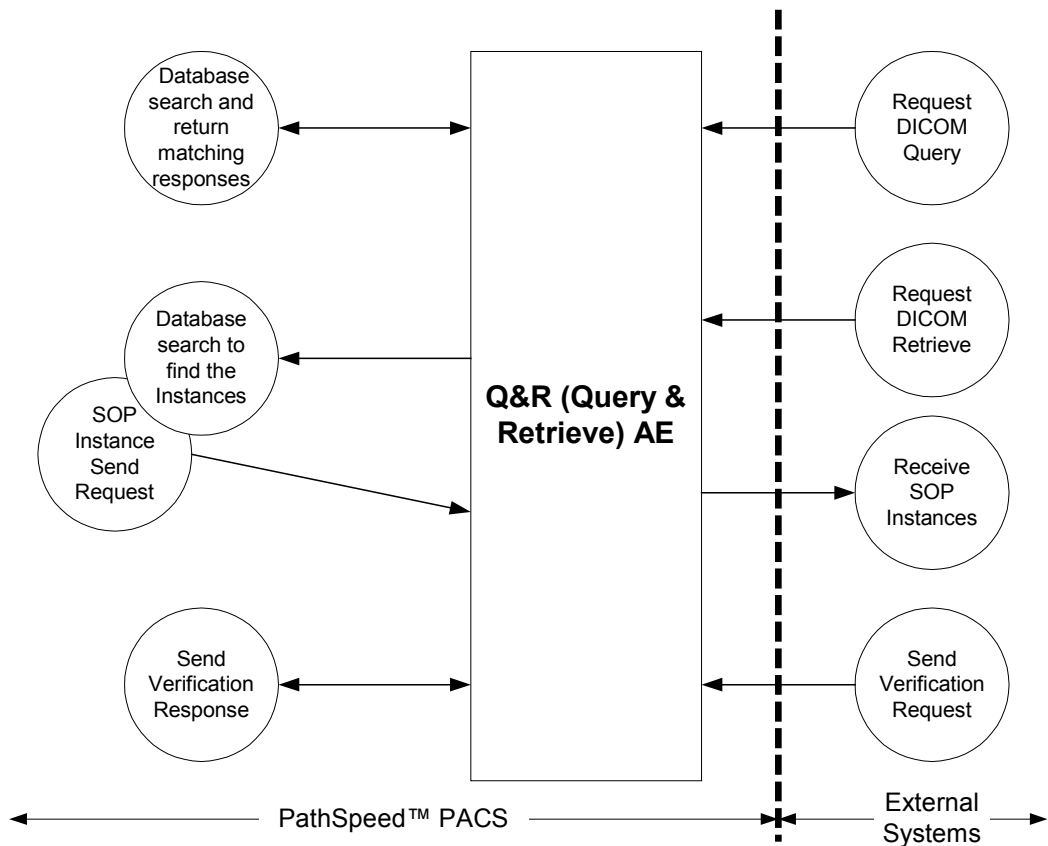 Database
search and
return
matching
responses
Request
DICOM
Query
Database
search to
find the
Instances
Request
DICOM
Retrieve
SOP
Instance
Send
Request
Q&R (Query &
Retrieve) AE
Receive
SOP
Instances
Send
Verification
Response
Send
Verification
Request
PathSpeed™ PACS
External
Systems